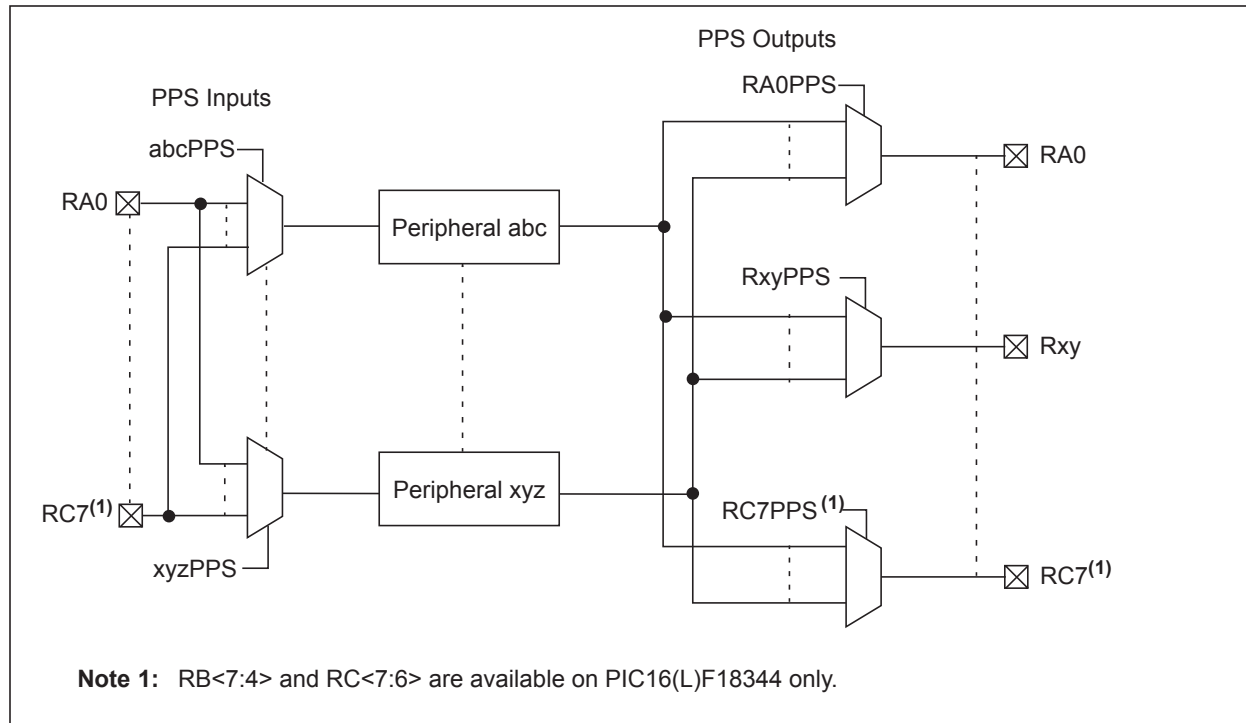 PPS Outputs
RA0PPS
PPS Inputs
abcPPS
RA0
RA0
Peripheral abc
RxyPPS
Rxy
RC7(1)
Peripheral xyz
RC7PPS(1)
xyzPPS
RC7(1)
Note 1: RB<7:4> and RC<7:6> are available on PIC16(L)F18344 only.